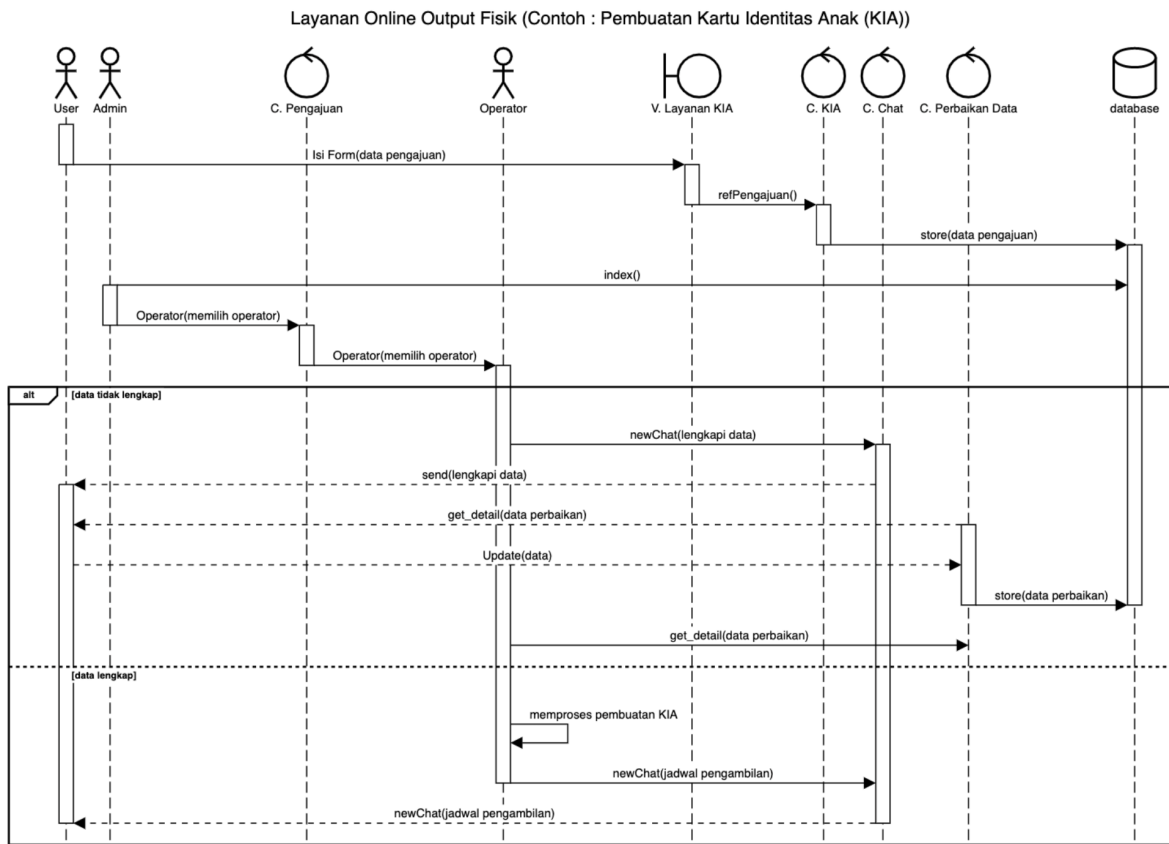 Layanan Online Output Fisik (Contoh : Pembuatan Kartu Identitas Anak (KIA))
User
Admin
C. Pengajuan
Operator
V. Layanan KIA
C. KIA
C. Chat
C. Perbaikan Data
database
Isi Form(data pengajuan)
refPengajuan()
store(data pengajuan)
index()
Operator(memilih operator)
Operator(memilih operator)
alt
[data tidak lengkap]
newChat(lengkapi data)
send(lengkapi data)
get_detail(data perbaikan)
Update(data)
store(data perbaikan)
get_detail(data perbaikan)
[data lengkap]
memproses pembuatan KIA
newChat(jadwal pengambilan)
newChat(jadwal pengambilan)